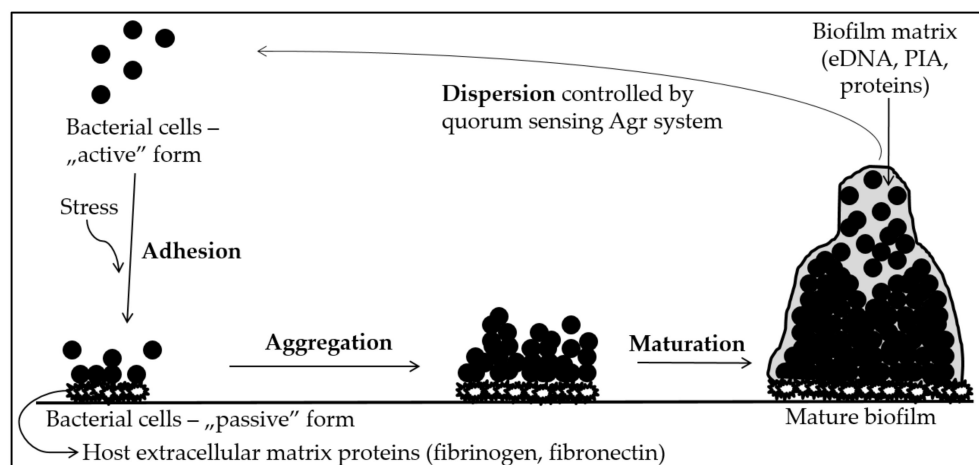 Bacterial cells –
„active” form
Stress
Adhesion
Bacterial cells – „passive” form
Host extracellular matrix proteins (fibrinogen, fibronectin)
Aggregation
Maturation
Dispersion controlled by
quorum sensing Agr system
Biofilm matrix
(eDNA, PIA,
proteins)
Mature biofilm